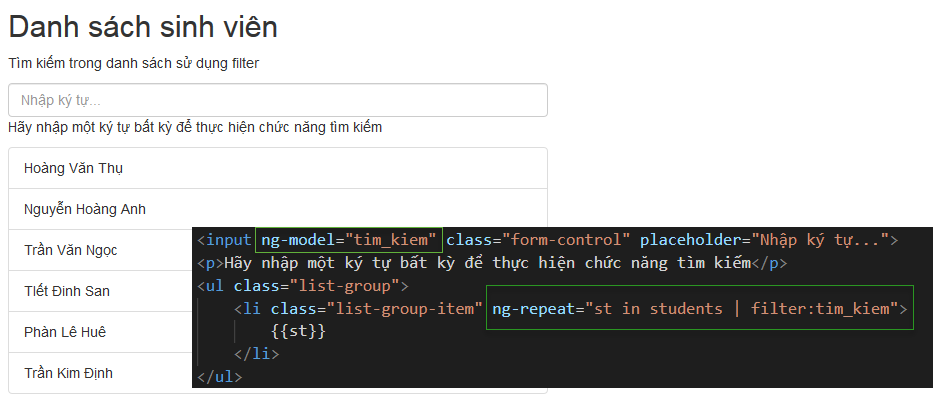 Danh sách sinh viên
Tìm kiếm trong danh sách sử dụng filter
Nhập ký tự...
Hãy nhập một ký tự bất kỳ để thực hiện chức năng tìm kiếm
Hoàng Văn Thụ
Nguyễn Hoàng Anh
Trần Văn Ngọc
Tiết Đinh San
Phàn Lê Huê
Trần Kim Định
<input ng-model="tim_kiem" class="form-control" placeholder="Nhập ký tự...">
<p>Hãy nhập một ký tự bất kỳ để thực hiện chức năng tìm kiếm</p>
<ul class="list-group">
<li class="list-group-item" ng-repeat="st in students | filter:tim_kiem">
{{st}}
</li>
</ul>